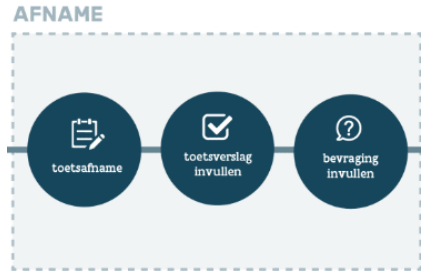 AFNAME
toetsafname
toetsverslag
invullen
bevraging
invullen